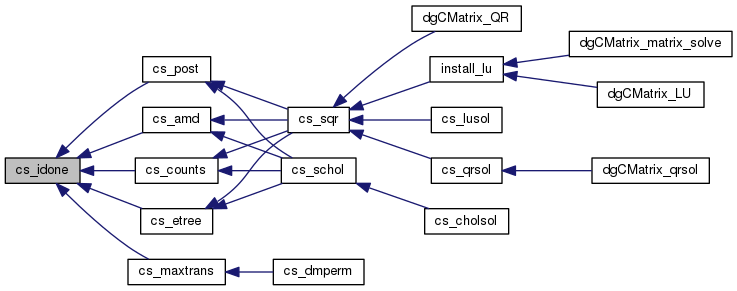 dgCMatrix_QR
dgCMatrix_matrix_solve
cs_post
install_lu
dgCMatrix_LU
cs_amd
cs_sqr
cs_lusol
cs_idone
cs_counts
cs_schol
cs_qrsol
dgCMatrix_qrsol
cs_etree
cs_cholsol
cs_maxtrans
cs_dmperm